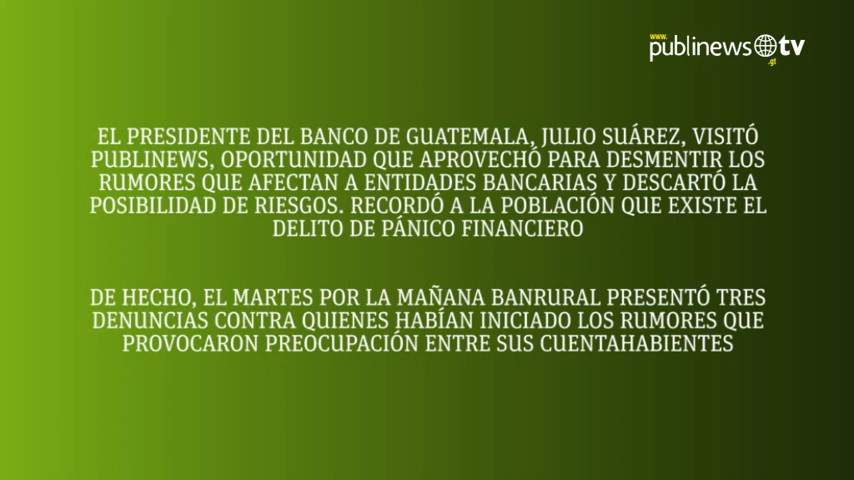 www.
publinews tv
.gt
EL PRESIDENTE DEL BANCO DE GUATEMALA, JULIO SUÁREZ, VISITÓ
PUBLINEWS, OPORTUNIDAD QUE APROVECHÓ PARA DESMENTIR LOS
RUMORES QUE AFECTAN A ENTIDADES BANCARIAS Y DESCARTÓ LA
POSIBILIDAD DE RIESGOS. RECORDÓ A LA POBLACIÓN QUE EXISTE EL
DELITO DE PÁNICO FINANCIERO
DE HECHO, EL MARTES POR LA MAÑANA BANRURAL PRESENTÓ TRES
DENUNCIAS CONTRA QUIENES HABÍAN INICIADO LOS RUMORES QUE
PROVOCARON PREOCUPACIÓN ENTRE SUS CUENTAHABIENTES